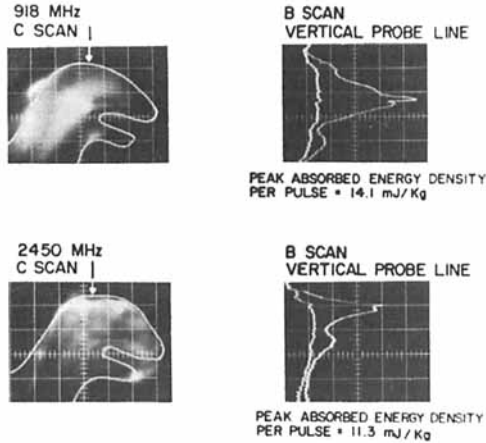 918 MHz
C SCAN
B SCAN
VERTICAL PROBE LINE
PEAK ABSORBED ENERGY DENSITY
PER PULSE = 14.1 mJ/Kg
2450 MHz
C SCAN
B SCAN
VERTICAL PROBE LINE
PEAK ABSORBED ENERGY DENSITY
PER PULSE = 11.3 mJ/Kg